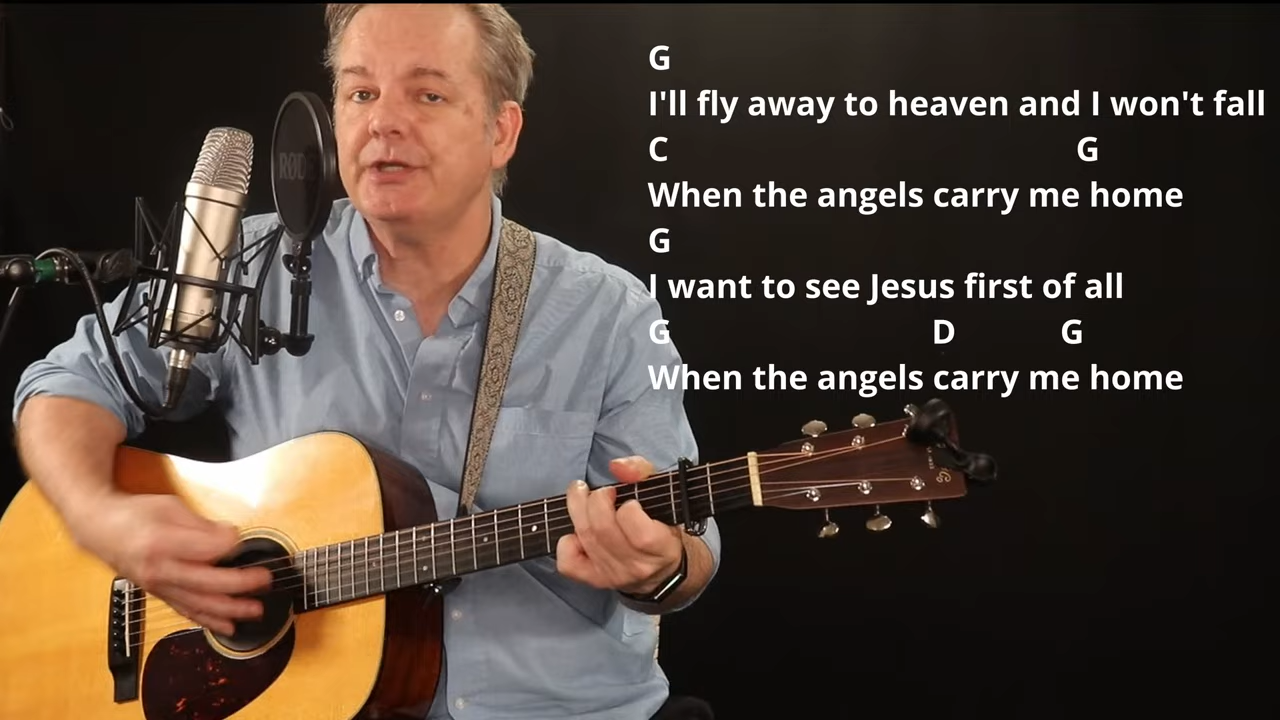 G
I'll fly away to heaven and I won't fall
C G
When the angels carry me home
G
I want to see Jesus first of all
G D G
When the angels carry me home
RODE